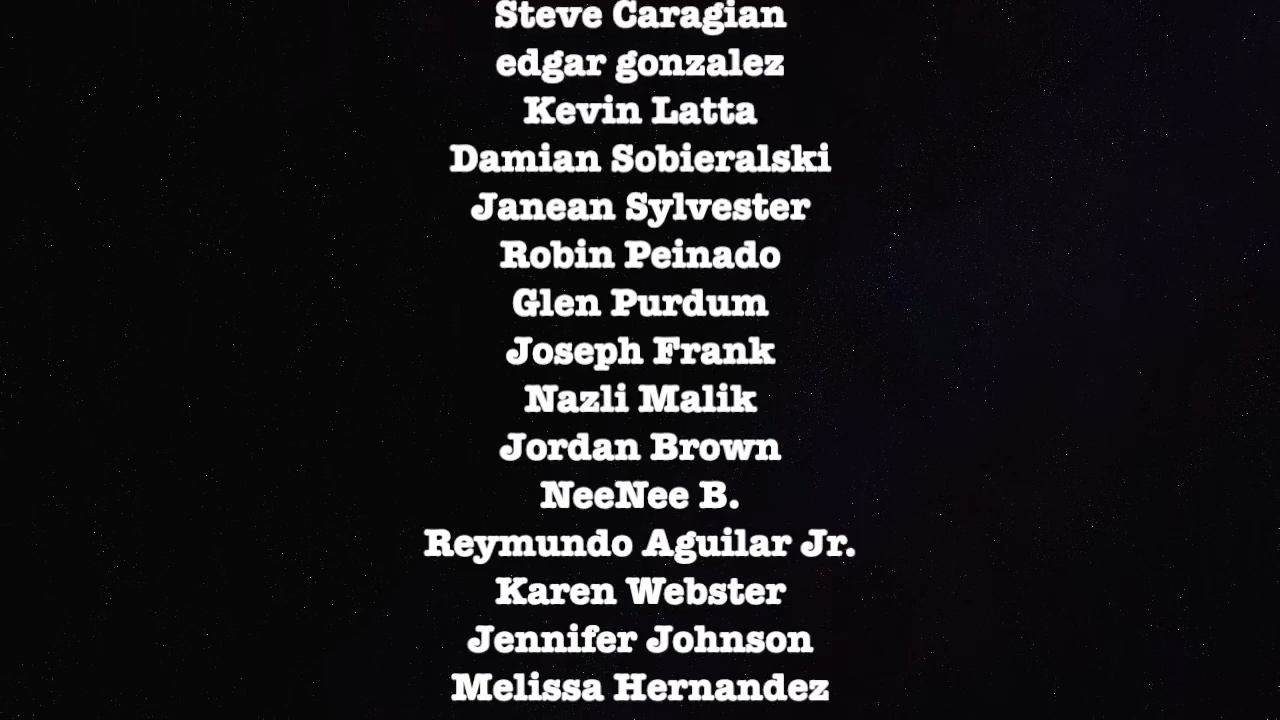 Steve Caragian
edgar gonzalez
Kevin Latta
Damian Sobieralski
Janean Sylvester
Robin Peinado
Glen Purdum
Joseph Frank
Nazli Malik
Jordan Brown
NeeNee B.
Reymundo Aguilar Jr.
Karen Webster
Jennifer Johnson
Melissa Hernandez